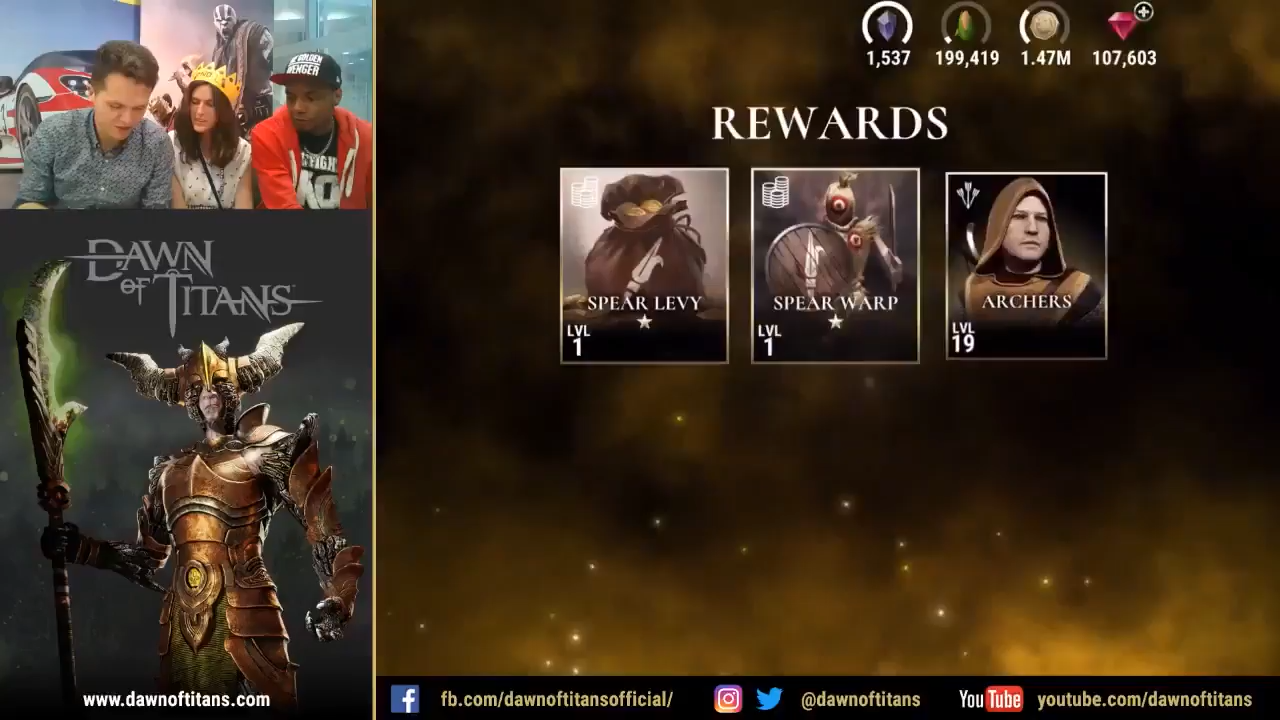 1,537
199,419
1.47M
107,603
REWARDS
SPEAR LEVY
LVL
1
SPEAR WARP
LVL
1
ARCHERS
LVL
19
DAWN
OF TITANS
www.dawnoftitans.com
fb.com/dawnoftitansofficial/
@dawnoftitans
YouTube
youtube.com/dawnoftitans